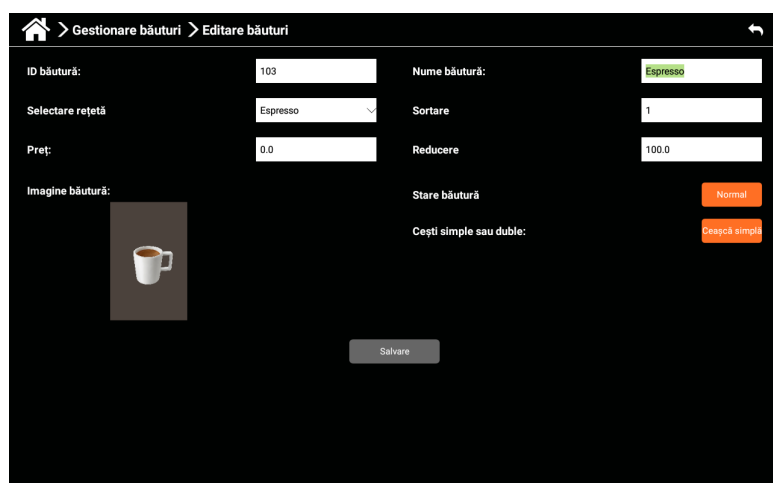 Gestionare băuturi Editare băuturi
ID băutură: 103 Nume băutură: Espresso
Selectare rețetă Espresso Sortare 1
Preț: 0.0 Reducere 100.0
Imagine băutură: Stare băutură Normal
Cești simple sau duble: Ceașcă simplă
Salvare